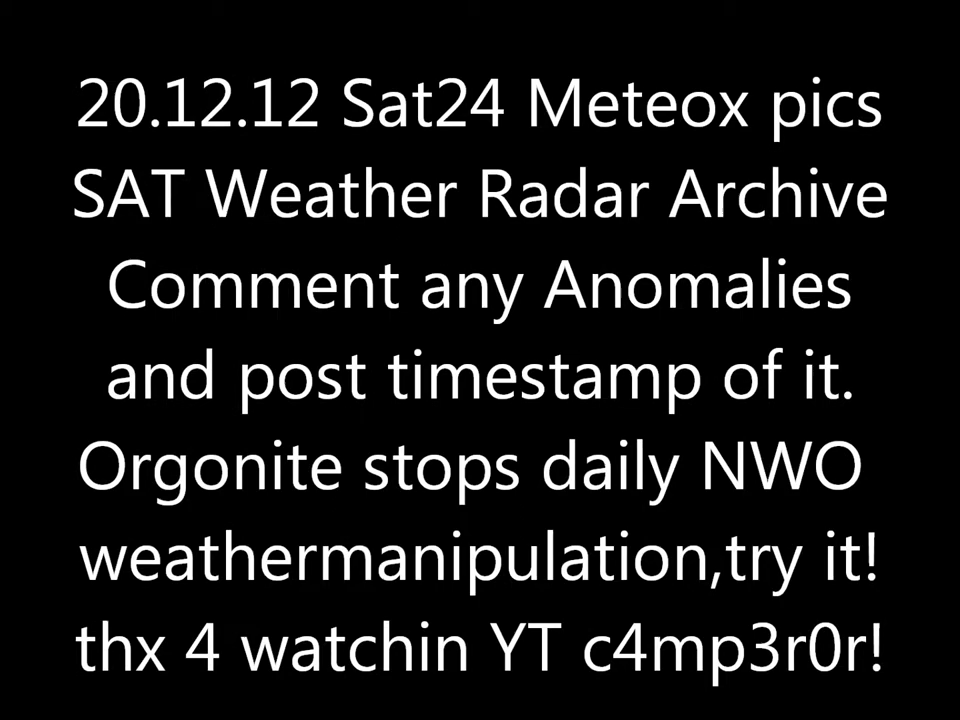 20.12.12 Sat24 Meteox pics
SAT Weather Radar Archive
Comment any Anomalies
and post timestamp of it.
Orgonite stops daily NWO
weathermanipulation,try it!
thx 4 watchin YT c4mp3r0r!